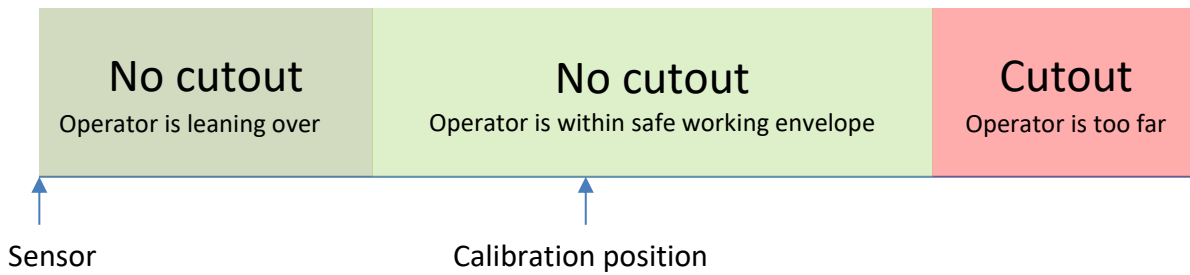 No cutout
Operator is leaning over
No cutout
Operator is within safe working envelope
Cutout
Operator is too far
Sensor
Calibration position